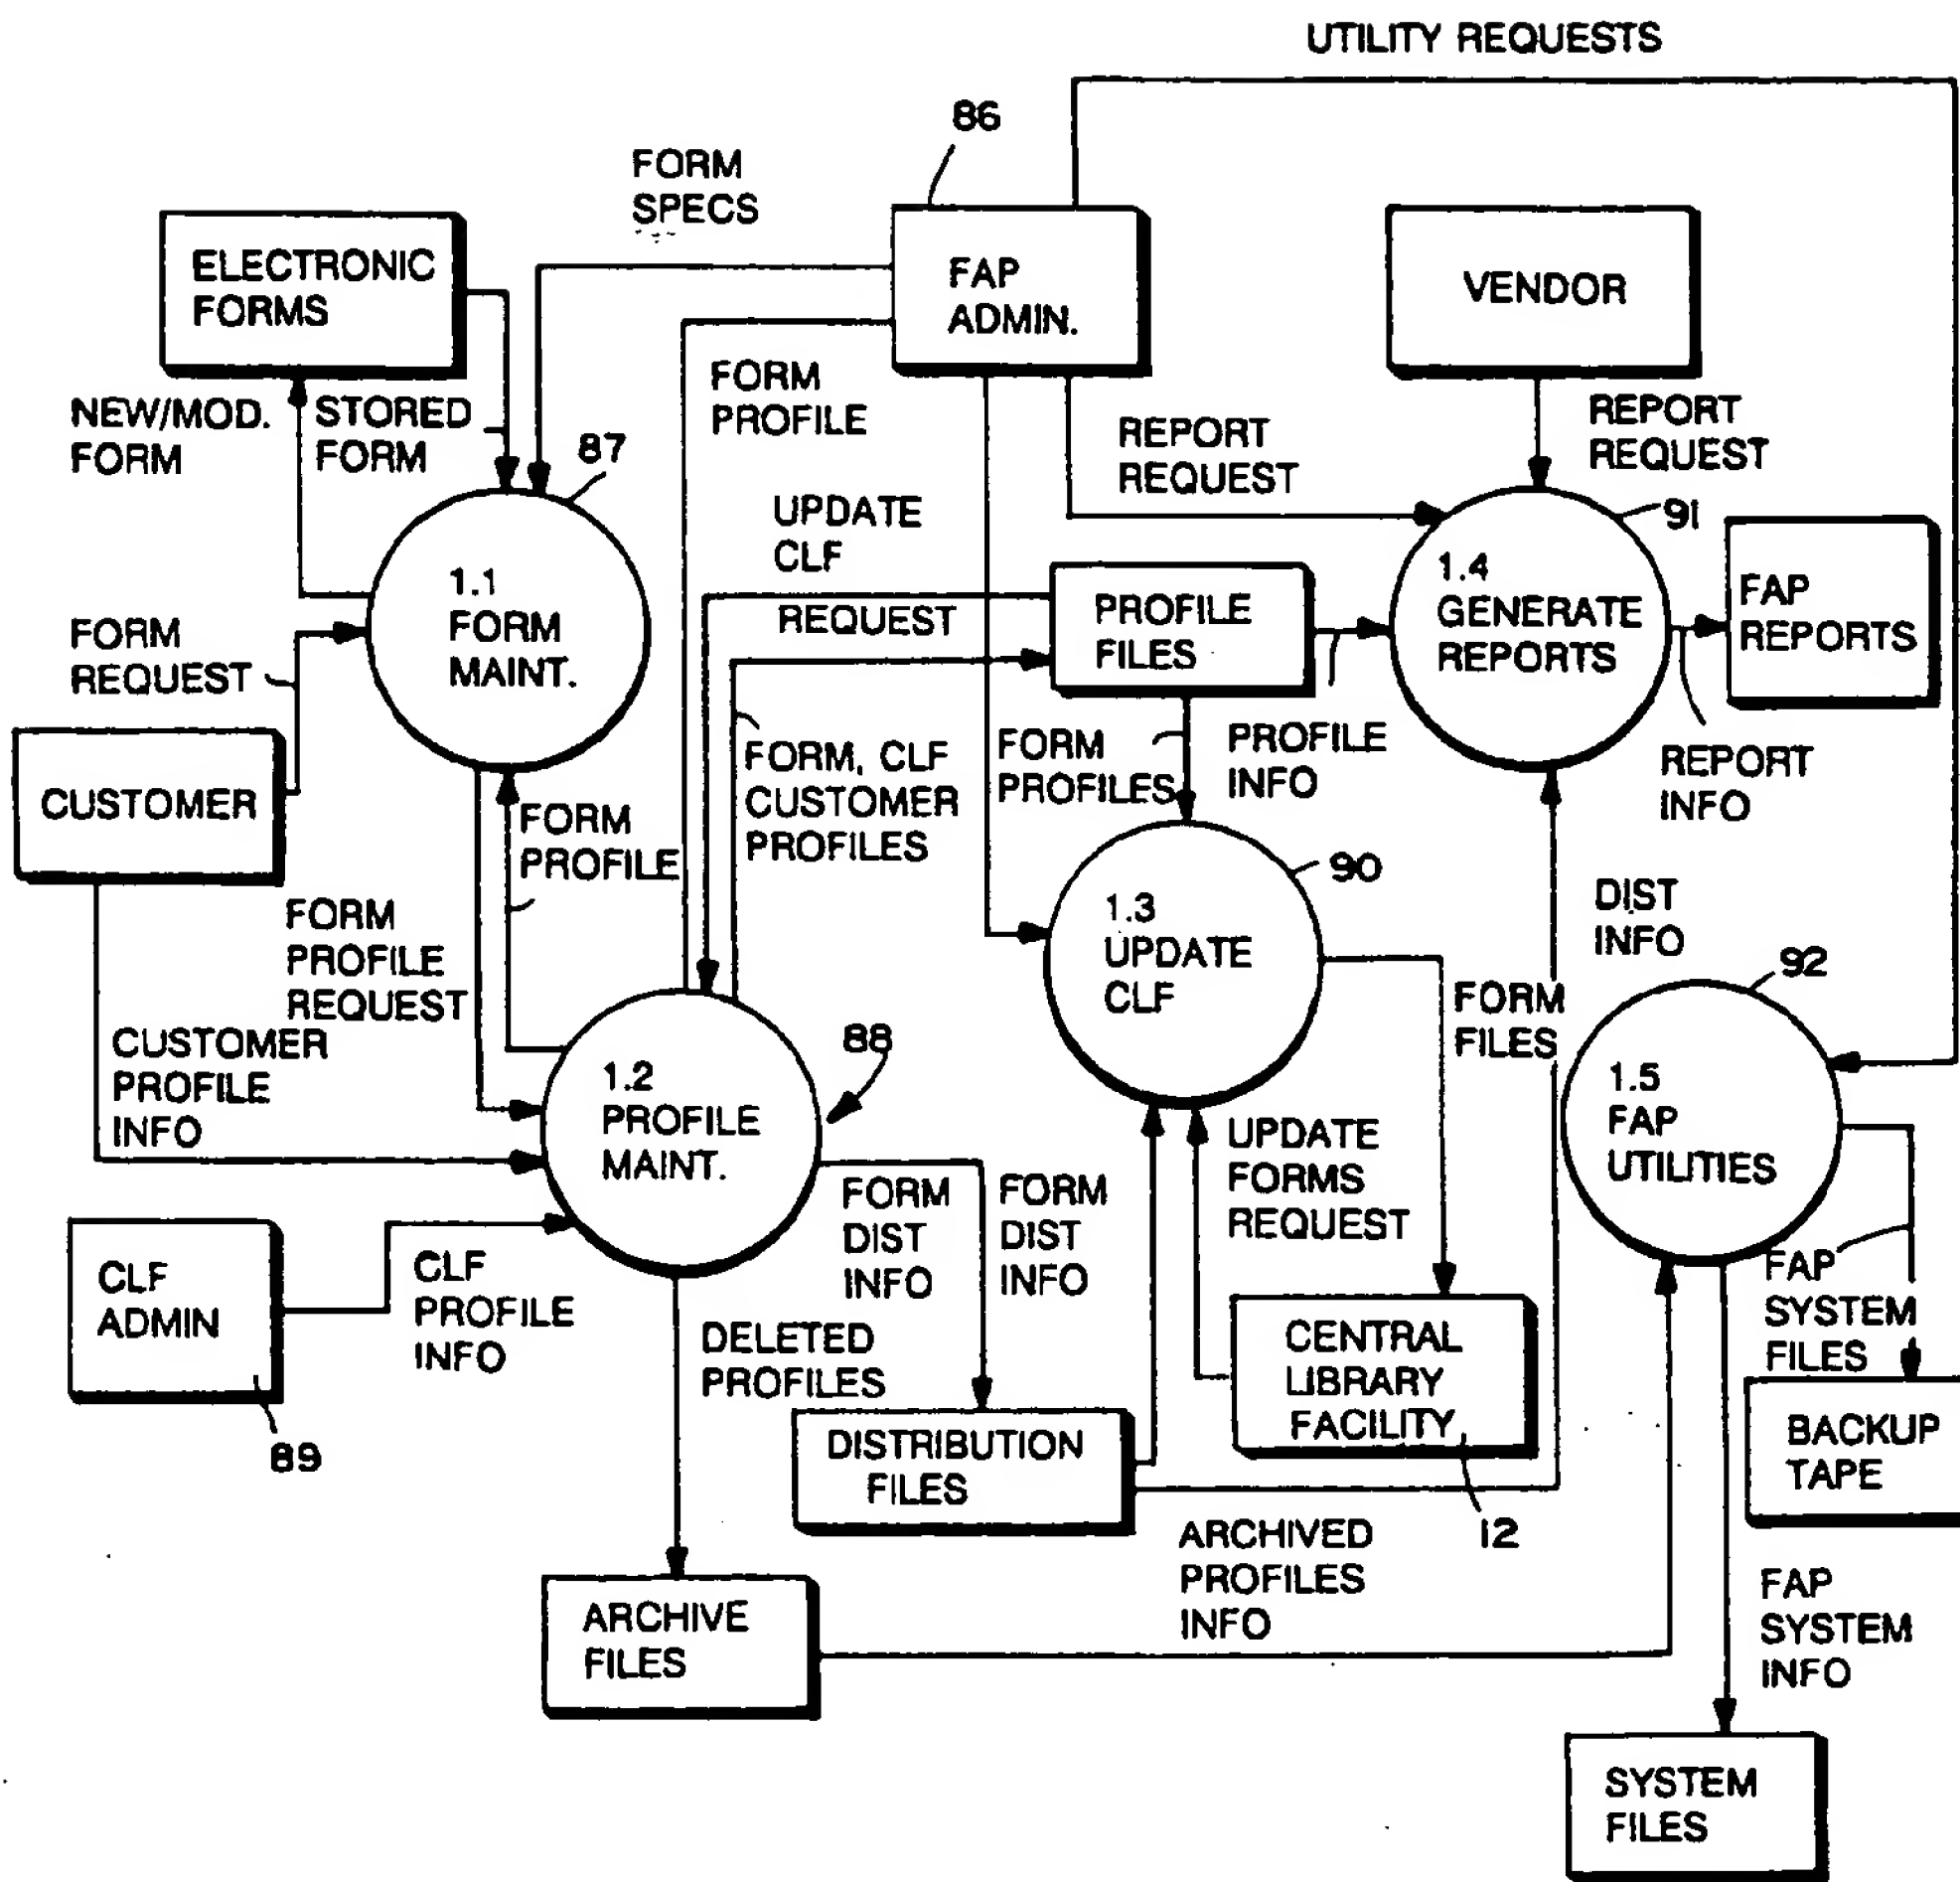 UTILITY REQUESTS
86
FORM
SPECS
ELECTRONIC
FORMS
FAP
ADMIN.
VENDOR
NEW/MOD.
FORM
STORED
FORM
87
FORM
PROFILE
REPORT
REQUEST
REPORT
REQUEST
91
UPDATE
CLF
REQUEST
1.1
FORM
MAINT.
PROFILE
FILES
1.4
GENERATE
REPORTS
FAP
REPORTS
FORM
REQUEST
CUSTOMER
FORM
PROFILE
FORM, CLF
CUSTOMER
PROFILES
FORM
PROFILES
PROFILE
INFO
REPORT
INFO
90
FORM
PROFILE
REQUEST
1.3
UPDATE
CLF
DIST
INFO
92
FORM
FILES
CUSTOMER
PROFILE
INFO
88
1.2
PROFILE
MAINT.
1.5
FAP
UTILITIES
UPDATE
FORMS
REQUEST
FORM
DIST
INFO
FORM
DIST
INFO
CLF
ADMIN
CLF
PROFILE
INFO
89
DELETED
PROFILES
CENTRAL
LIBRARY
FACILITY
12
FAP
SYSTEM
FILES
BACKUP
TAPE
DISTRIBUTION
FILES
ARCHIVED
PROFILES
INFO
ARCHIVE
FILES
FAP
SYSTEM
INFO
SYSTEM
FILES